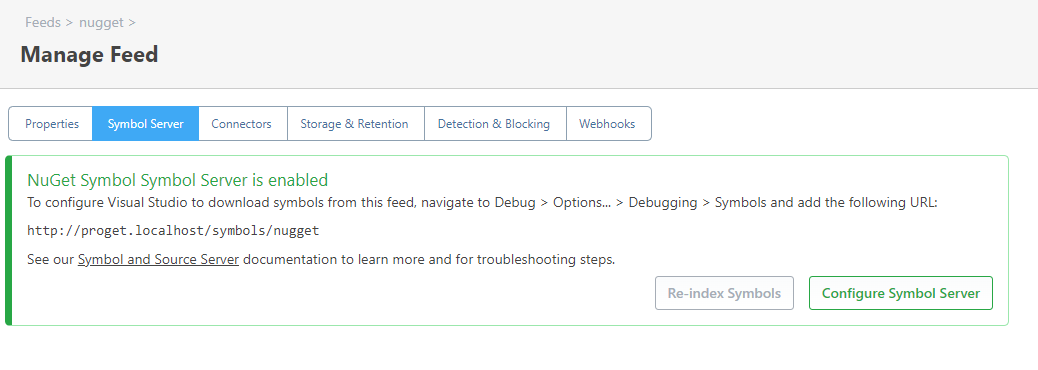 Feeds > nugget >
Manage Feed
Properties Symbol Server Connectors Storage & Retention Detection & Blocking Webhooks
NuGet Symbol Symbol Server is enabled
To configure Visual Studio to download symbols from this feed, navigate to Debug > Options... > Debugging > Symbols and add the following URL:
http://proget.localhost/symbols/nugget
See our Symbol and Source Server documentation to learn more and for troubleshooting steps.
Re-index Symbols Configure Symbol Server